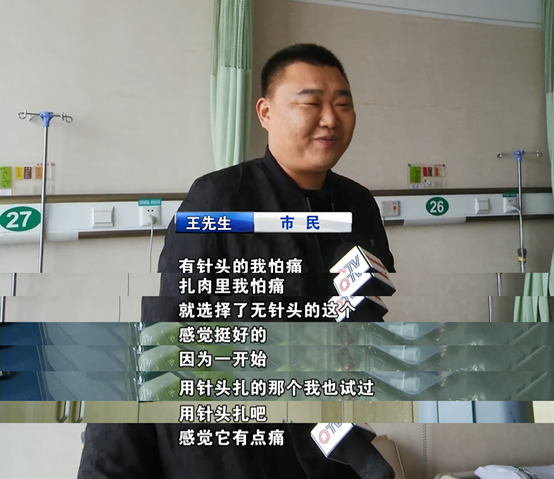 27
26
王先生 市民
QTV
有针头的我怕痛
扎肉里我怕痛
就选择了无针头的这个
感觉挺好的
因为一开始
用针头扎的那个我也试过
用针头扎吧
感觉它有点痛